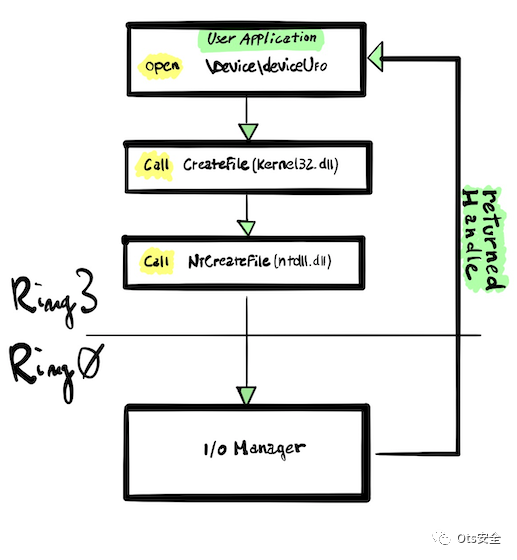 User Application
open \Device\deviceUfo
Call CreateFile(Kernel32.dll)
Call NtCreateFile(ntdll.dll)
returned
Handle
Ring3
Ring0
I/O Manager
Ots安全